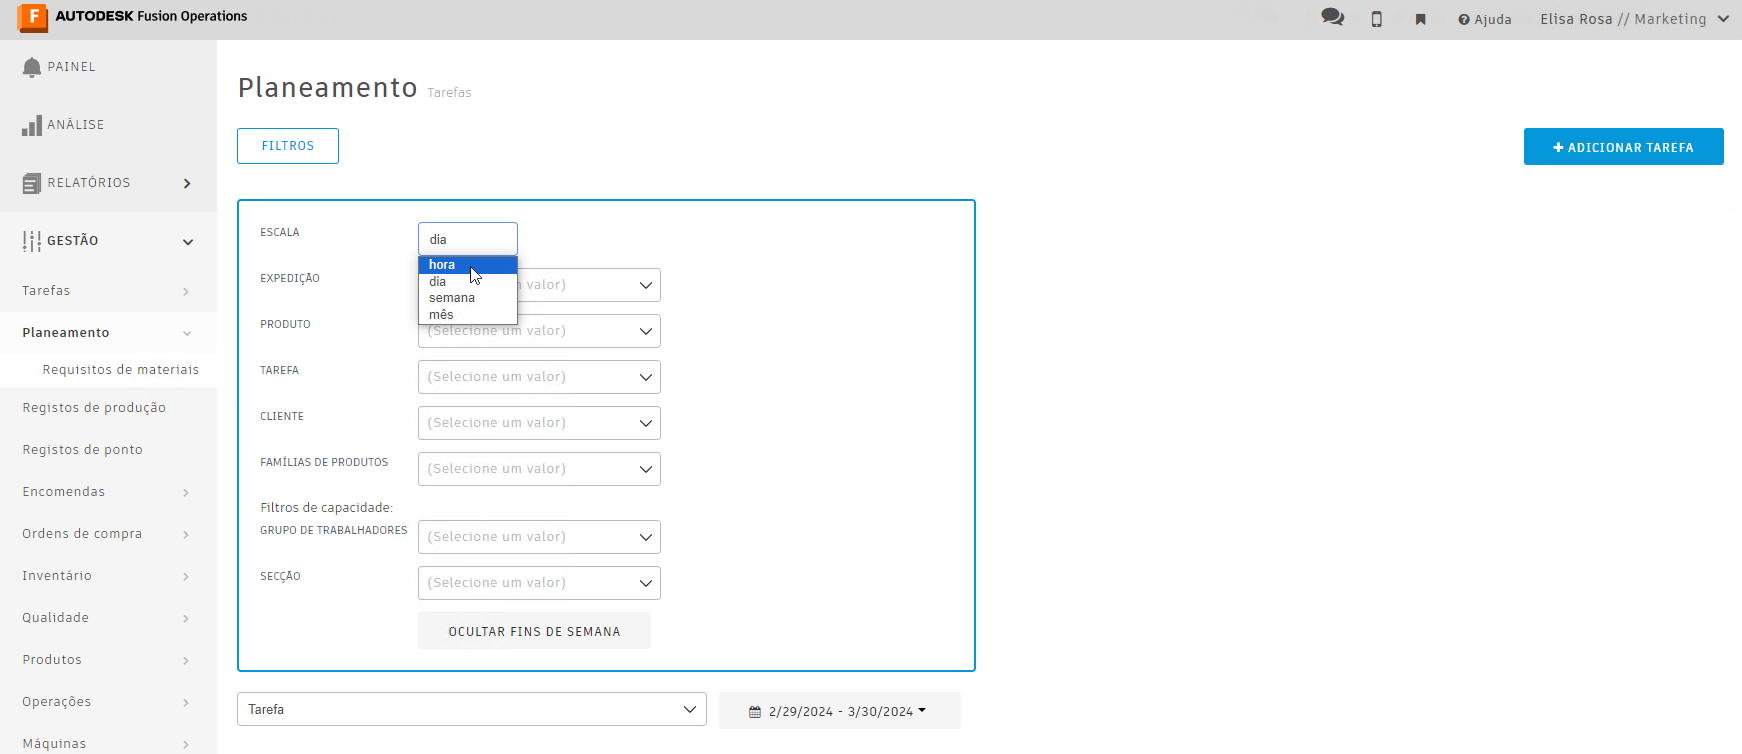 F AUTODESK Fusion Operations
Ajuda
Elisa Rosa // Marketing
PAINEL
ANÁLISE
RELATÓRIOS
GESTÃO
Tarefas
Planeamento
Requisitos de materiais
Registos de produção
Registos de ponto
Encomendas
Ordens de compra
Inventário
Qualidade
Produtos
Operações
Máquinas
Planeamento Tarefas
FILTROS
+ ADICIONAR TAREFA
ESCALA
dia
hora
dia
semana
mês
EXPEDIÇÃO
valor)
PRODUTO
(Selecione um valor)
TAREFA
(Selecione um valor)
CLIENTE
(Selecione um valor)
FAMÍLIAS DE PRODUTOS
(Selecione um valor)
Filtros de capacidade:
GRUPO DE TRABALHADORES
(Selecione um valor)
SECÇÃO
(Selecione um valor)
OCULTAR FINS DE SEMANA
Tarefa
2/29/2024 - 3/30/2024